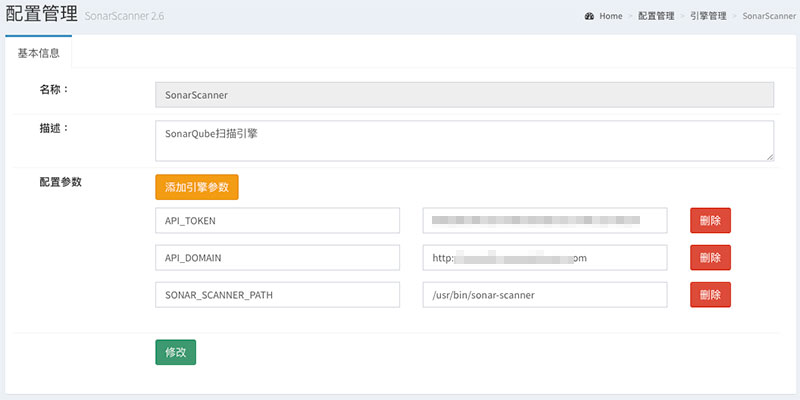 配置管理 SonarScanner 2.6
Home > 配置管理 > 引擎管理 > SonarScanner
基本信息
名称：
SonarScanner
描述：
SonarQube扫描引擎
配置参数
添加引擎参数
API_TOKEN
删除
API_DOMAIN http: om 删除
SONAR_SCANNER_PATH /usr/bin/sonar-scanner 删除
修改